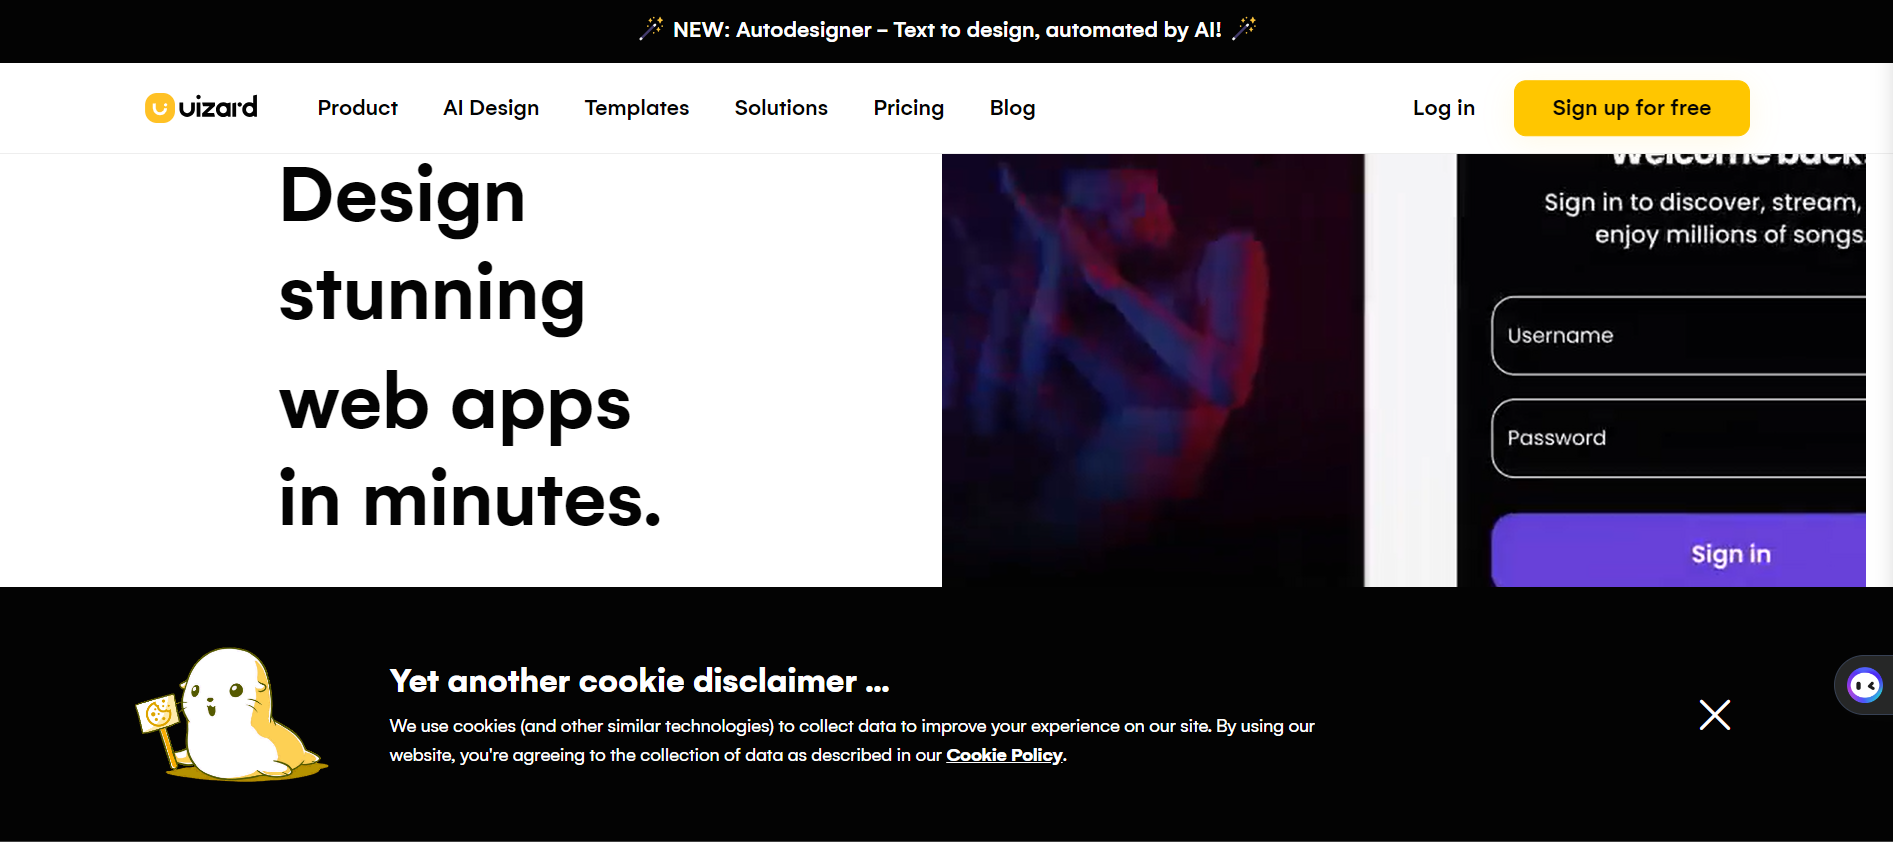 NEW: Autodesigner – Text to design, automated by AI!
uizard Product AI Design Templates Solutions Pricing Blog Log in Sign up for free
Design
stunning
web apps
in minutes.
Welcome back
Sign in to discover, stream,
enjoy millions of songs.
Username
Password
Sign in
Yet another cookie disclaimer ...
We use cookies (and other similar technologies) to collect data to improve your experience on our site. By using our
website, you're agreeing to the collection of data as described in our Cookie Policy.